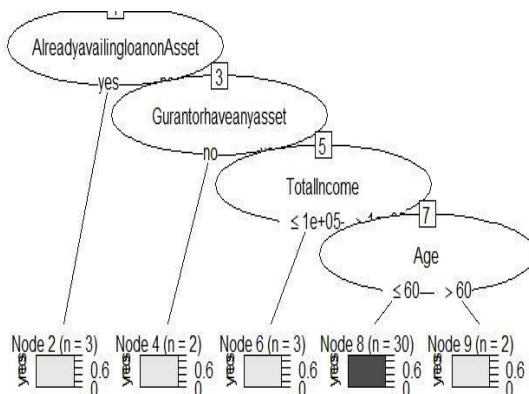 AlreadyavailingloanonAsset
yes
3
Gurantorhaveanyasset
no
5
TotalIncome
≤ 1e+05
7
Age
≤ 60 > 60
Node 2 (n = 3) Node 4 (n = 2) Node 6 (n = 3) Node 8 (n = 30) Node 9 (n = 2)
0.6 0.6 0.6 0.6 0.6
0 0 0 0 0